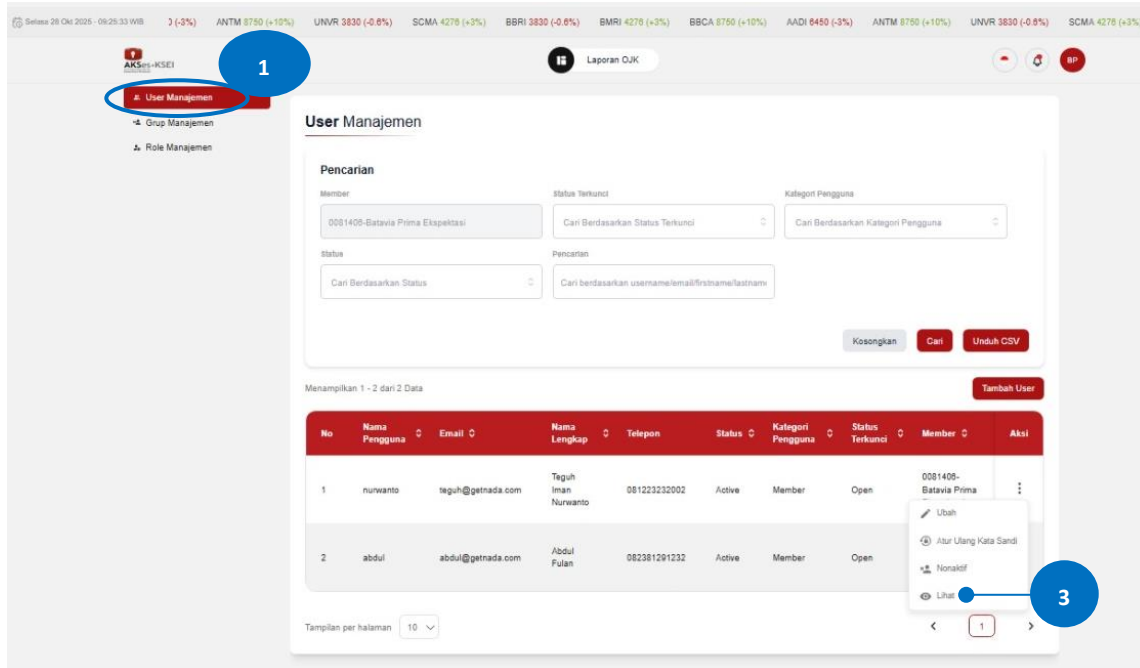 Selasa 28 Okt 2025 - 09:25:33 WIB (-3%) ANTM 8750 (+10%) UNVR 3830 (-0.6%) SCMA 4276 (+3%) BBRI 3830 (-0.6%) BMRI 4276 (+3%) BBCA 8750 (+10%) AADI 6450 (-3%) ANTM 8750 (+10%) UNVR 3830 (-0.6%) SCMA 4276 (+3%
AKSes-KSEI
1
Laporan OJK
BP
User Manajemen
Grup Manajemen
Role Manajemen
User Manajemen
Pencarian
Member Status Terkunci Kategori Pengguna
0081406-Batavia Prima Ekspektasi Cari Berdasarkan Status Terkunci Cari Berdasarkan Kategori Pengguna
Status Pencarian
Cari Berdasarkan Status Cari berdasarkan username/email/firstname/lastname
Kosongkan Cari Unduh CSV
Menampilkan 1 - 2 dari 2 Data Tambah User
No Nama Pengguna Email Nama Lengkap Telepon Status Kategori Pengguna Status Terkunci Member Aksi
1 nurwanto teguh@getnada.com Teguh Iman Nurwanto 081223232002 Active Member Open 0081406-Batavia Prima
2 abdul abdul@getnada.com Abdul Fulan 082381291232 Active Member Open
Ubah
Atur Ulang Kata Sandi
Nonaktif
Lihat
3
Tampilan per halaman 10 1